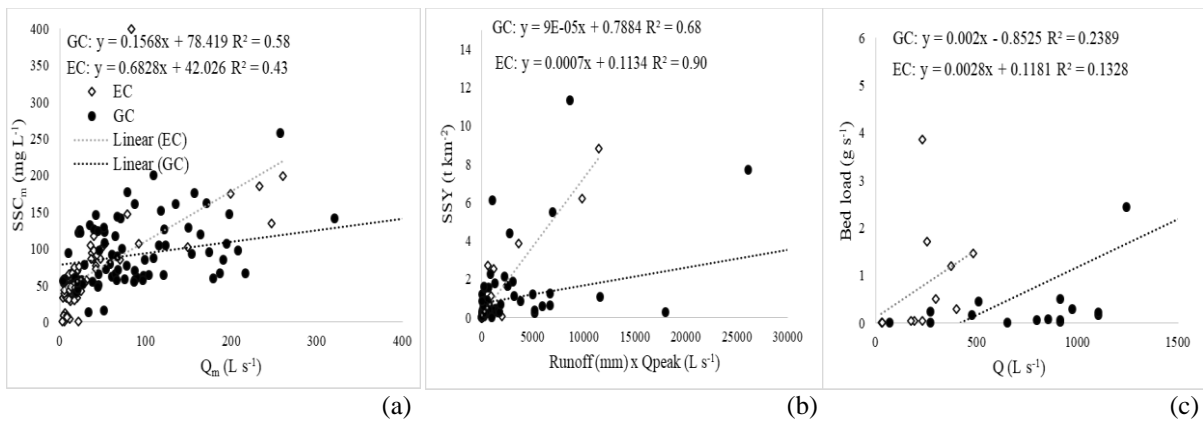 GC: y = 0.1568x + 78.419 R² = 0.58
EC: y = 0.6828x + 42.026 R² = 0.43
EC
GC
Linear (EC)
Linear (GC)
SSCₘ (mg L⁻¹)
400
350
300
250
200
150
100
50
0
0 100 200 300 400
Qₘ (L s⁻¹)
(a)
GC: y = 9E-05x + 0.7884 R² = 0.68
EC: y = 0.0007x + 0.1134 R² = 0.90
SSY (t km⁻²)
14
12
10
8
6
4
2
0
0 5000 10000 15000 20000 25000 30000
Runoff (mm) x Qpeak (L s⁻¹)
(b)
GC: y = 0.002x - 0.8525 R² = 0.2389
EC: y = 0.0028x + 0.1181 R² = 0.1328
Bed load (g s⁻¹)
6
5
4
3
2
1
0
0 500 1000 1500
Q (L s⁻¹)
(c)